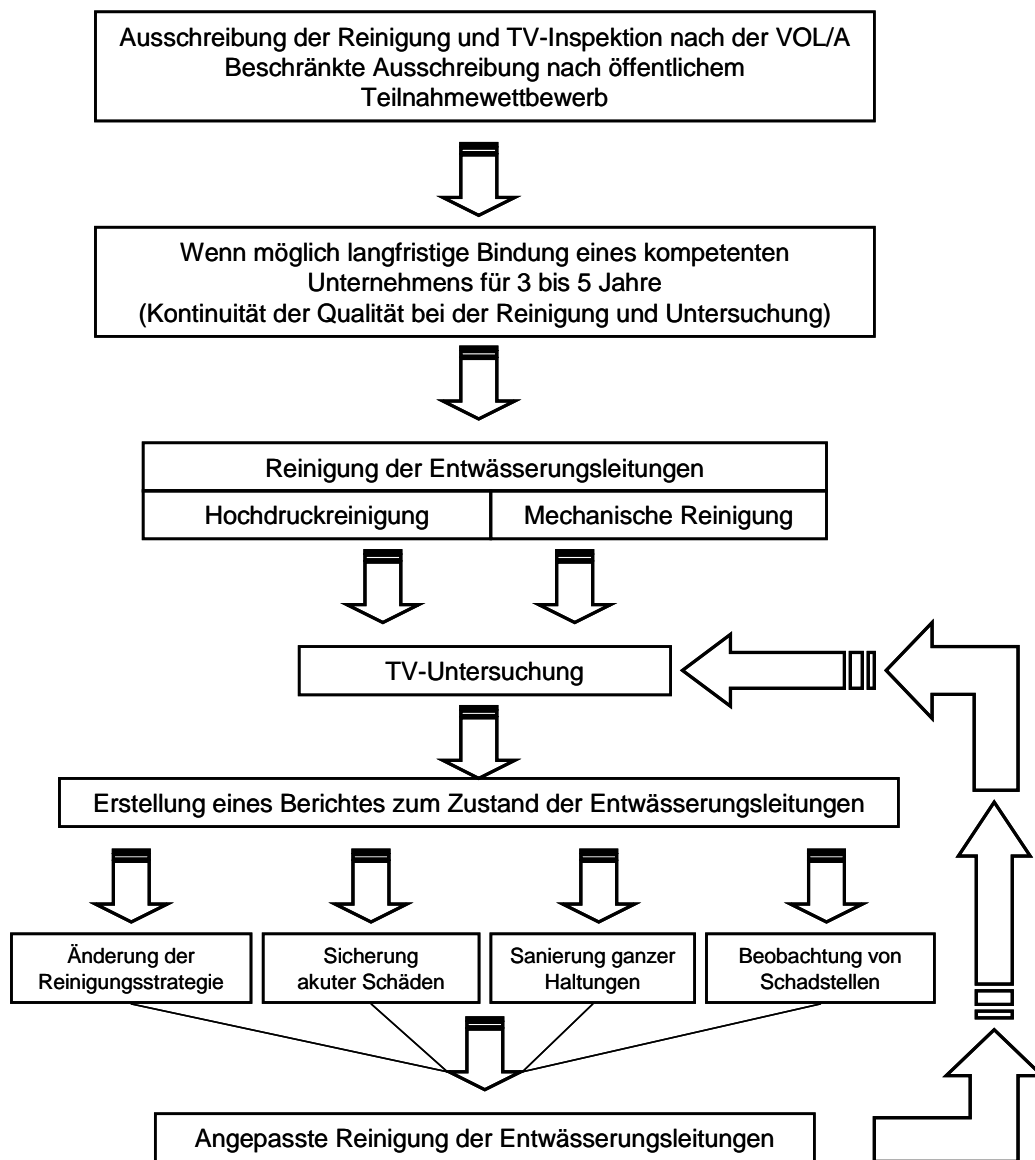 Ausschreibung der Reinigung und TV-Inspektion nach der VOL/A
Beschränkte Ausschreibung nach öffentlichem
Teilnahmewettbewerb
Wenn möglich langfristige Bindung eines kompetenten
Unternehmens für 3 bis 5 Jahre
(Kontinuität der Qualität bei der Reinigung und Untersuchung)
Reinigung der Entwässerungsleitungen
Hochdruckreinigung
Mechanische Reinigung
TV-Untersuchung
Erstellung eines Berichtes zum Zustand der Entwässerungsleitungen
Änderung der
Reinigungsstrategie
Sicherung
akuter Schäden
Sanierung ganzer
Haltungen
Beobachtung von
Schadstellen
Angepasste Reinigung der Entwässerungsleitungen